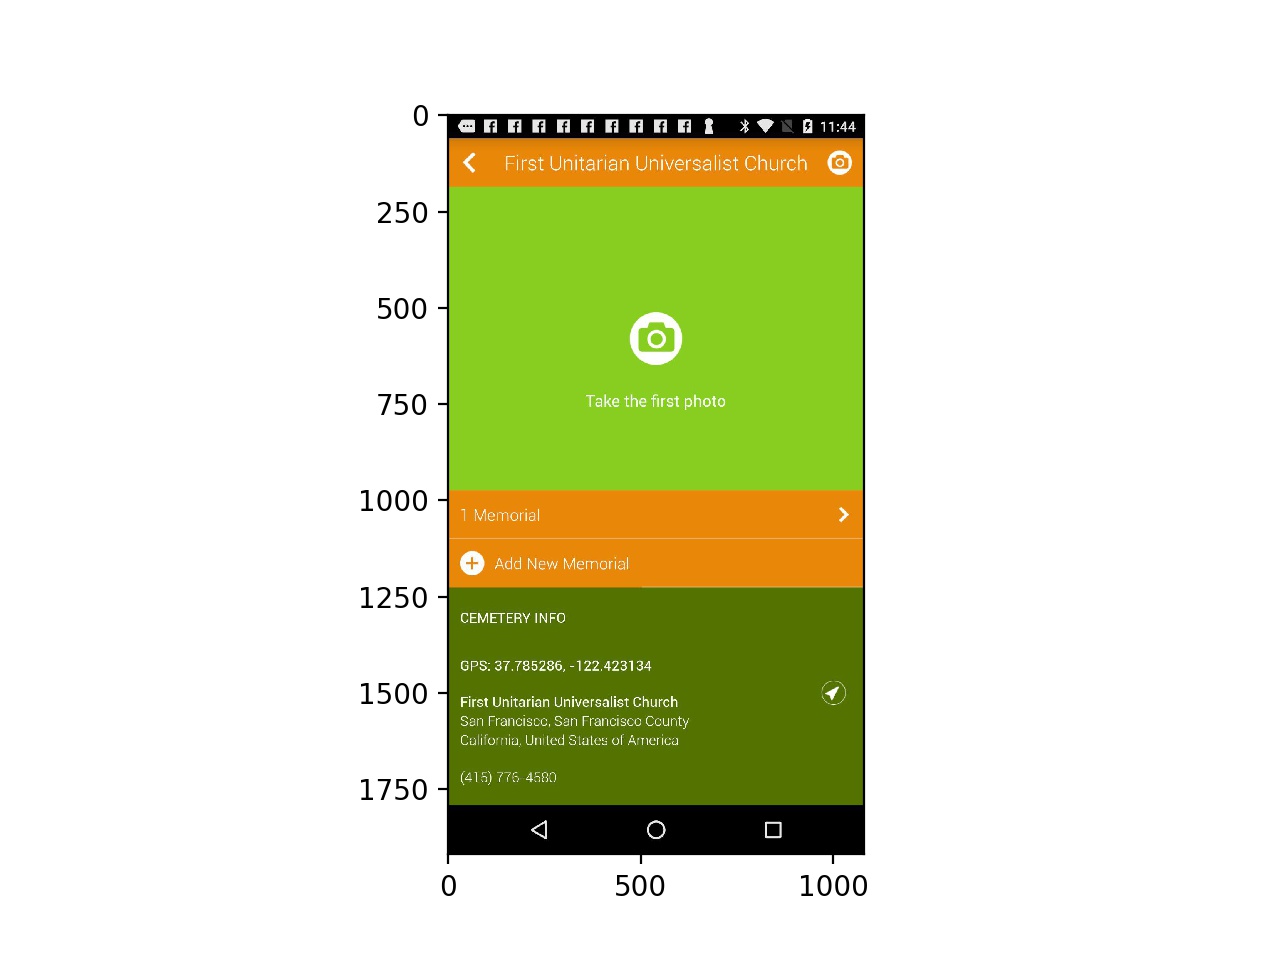 11:44
First Unitarian Universalist Church
Take the first photo
1 Memorial
Add New Memorial
CEMETERY INFO
GPS: 37.785286, -122.423134
First Unitarian Universalist Church
San Francisco, San Francisco County
California, United States of America
(415) 776-4580
0
250
500
750
1000
1250
1500
1750
0
500
1000